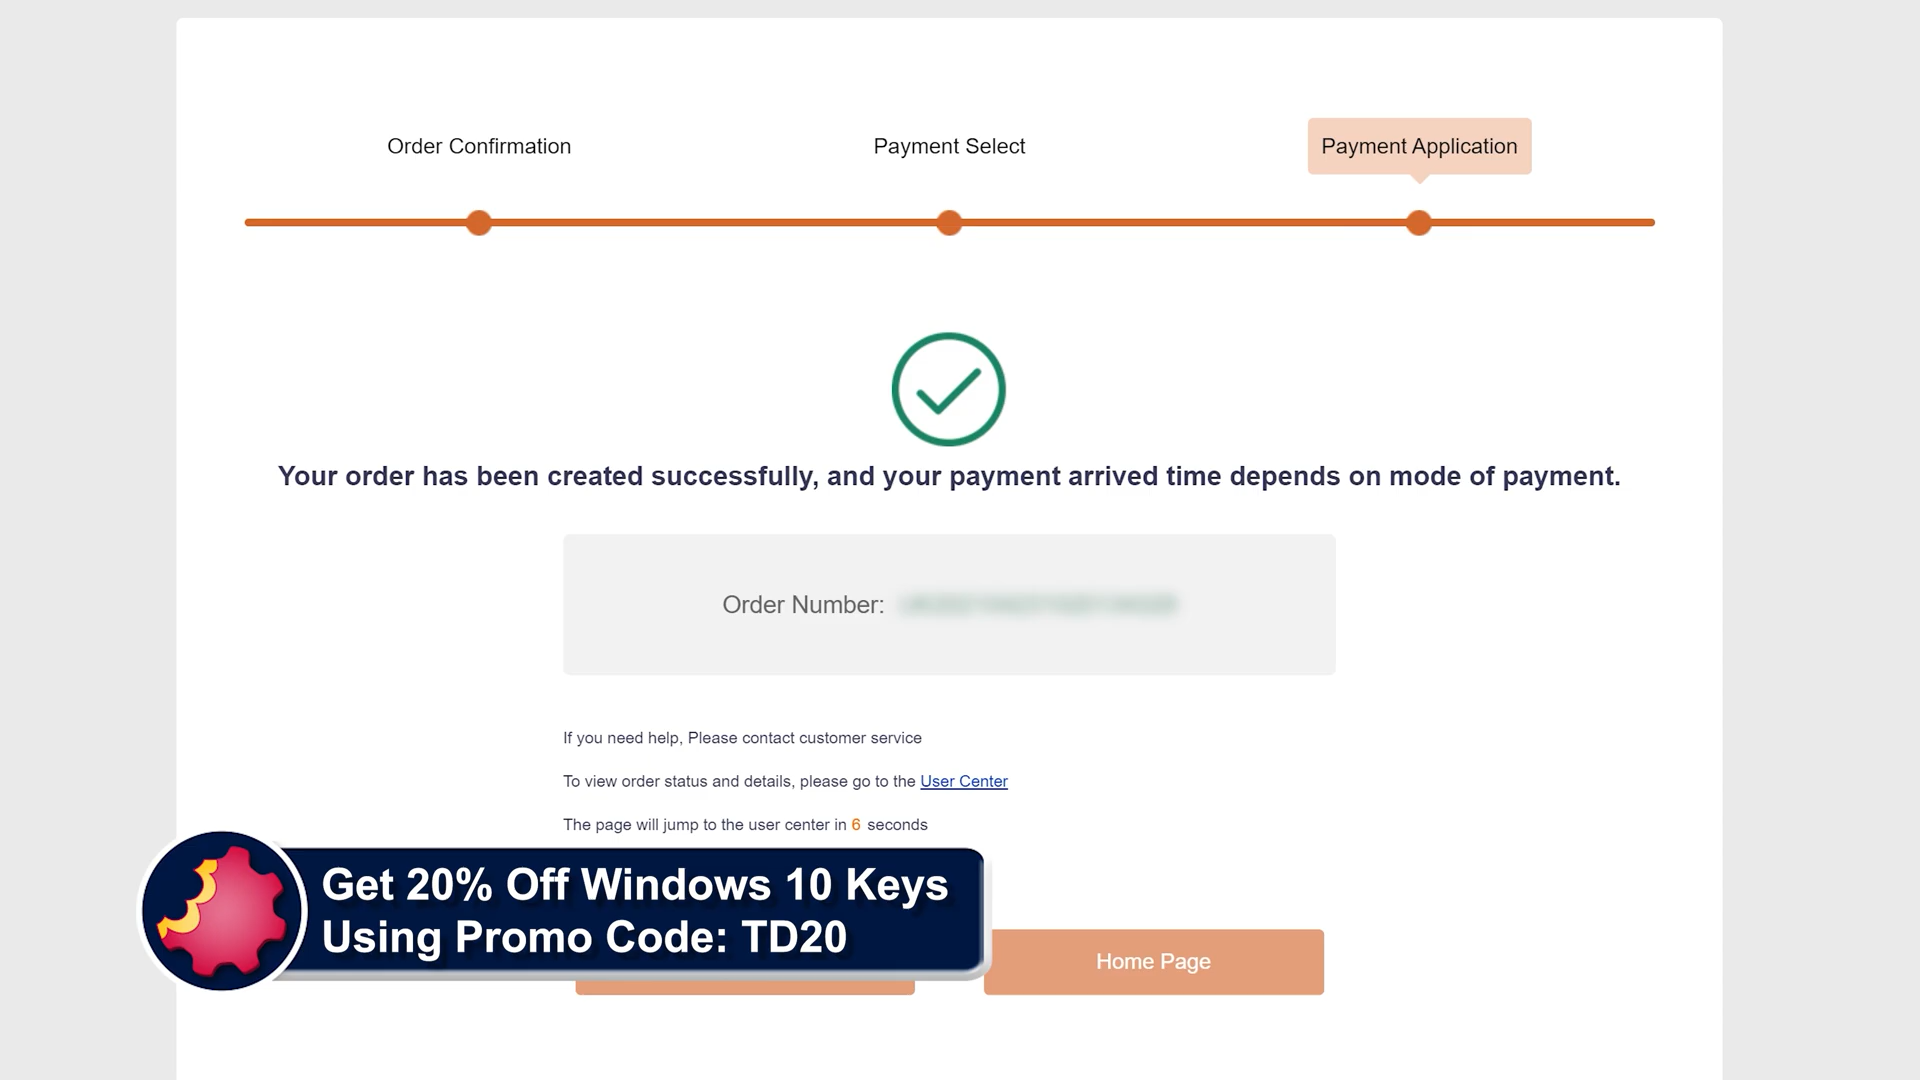 Order Confirmation
Payment Select
Payment Application
Your order has been created successfully, and your payment arrived time depends on mode of payment.
Order Number:
If you need help, Please contact customer service
To view order status and details, please go to the User Center
The page will jump to the user center in 6 seconds
Get 20% Off Windows 10 Keys
Using Promo Code: TD20
Home Page